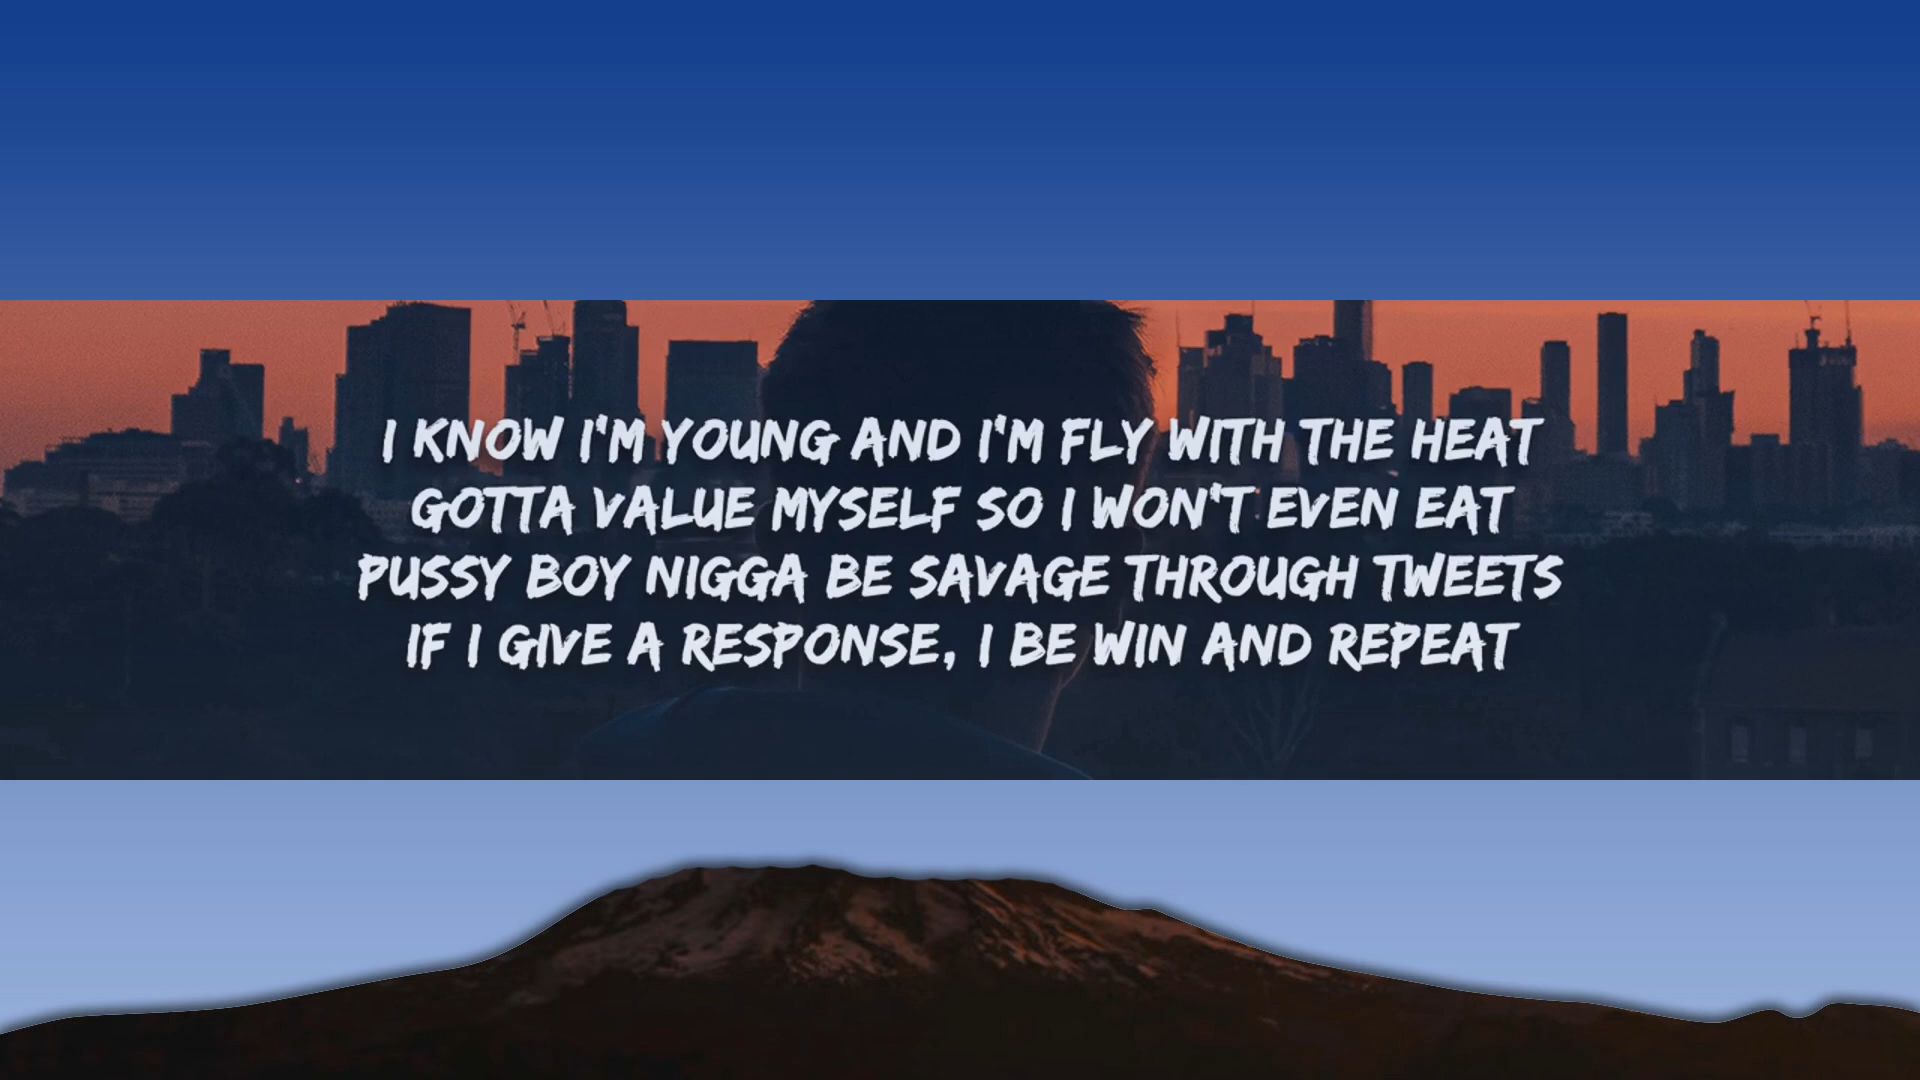 I KNOW I'M YOUNG AND I'M FLY WITH THE HEAT
GOTTA VALUE MYSELF SO I WON'T EVEN EAT
PUSSY BOY NIGGA BE SAVAGE THROUGH TWEETS
IF I GIVE A RESPONSE, I BE WIN AND REPEAT